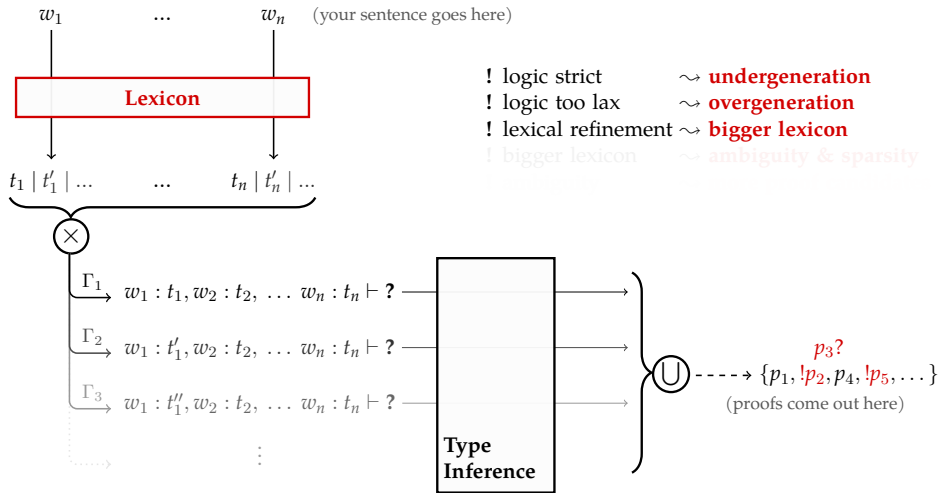 w₁ ... wₙ (your sentence goes here)
Lexicon
! logic strict ⤳ undergeneration
! logic too lax ⤳ overgeneration
! lexical refinement ⤳ bigger lexicon
! bigger lexicon ⤳ ambiguity & sparsity
t₁ | t′₁ | ... ... tₙ | t′ₙ | ...
×
Γ₁ w₁ : t₁, w₂ : t₂, ... wₙ : tₙ ⊢ ?
Γ₂ w₁ : t′₁, w₂ : t₂, ... wₙ : tₙ ⊢ ?
Γ₃ w₁ : t″₁, w₂ : t₂, ... wₙ : tₙ ⊢ ?
⋮
Type
Inference
⋃
p₃?
{p₁, !p₂, p₄, !p₅, ...}
(proofs come out here)